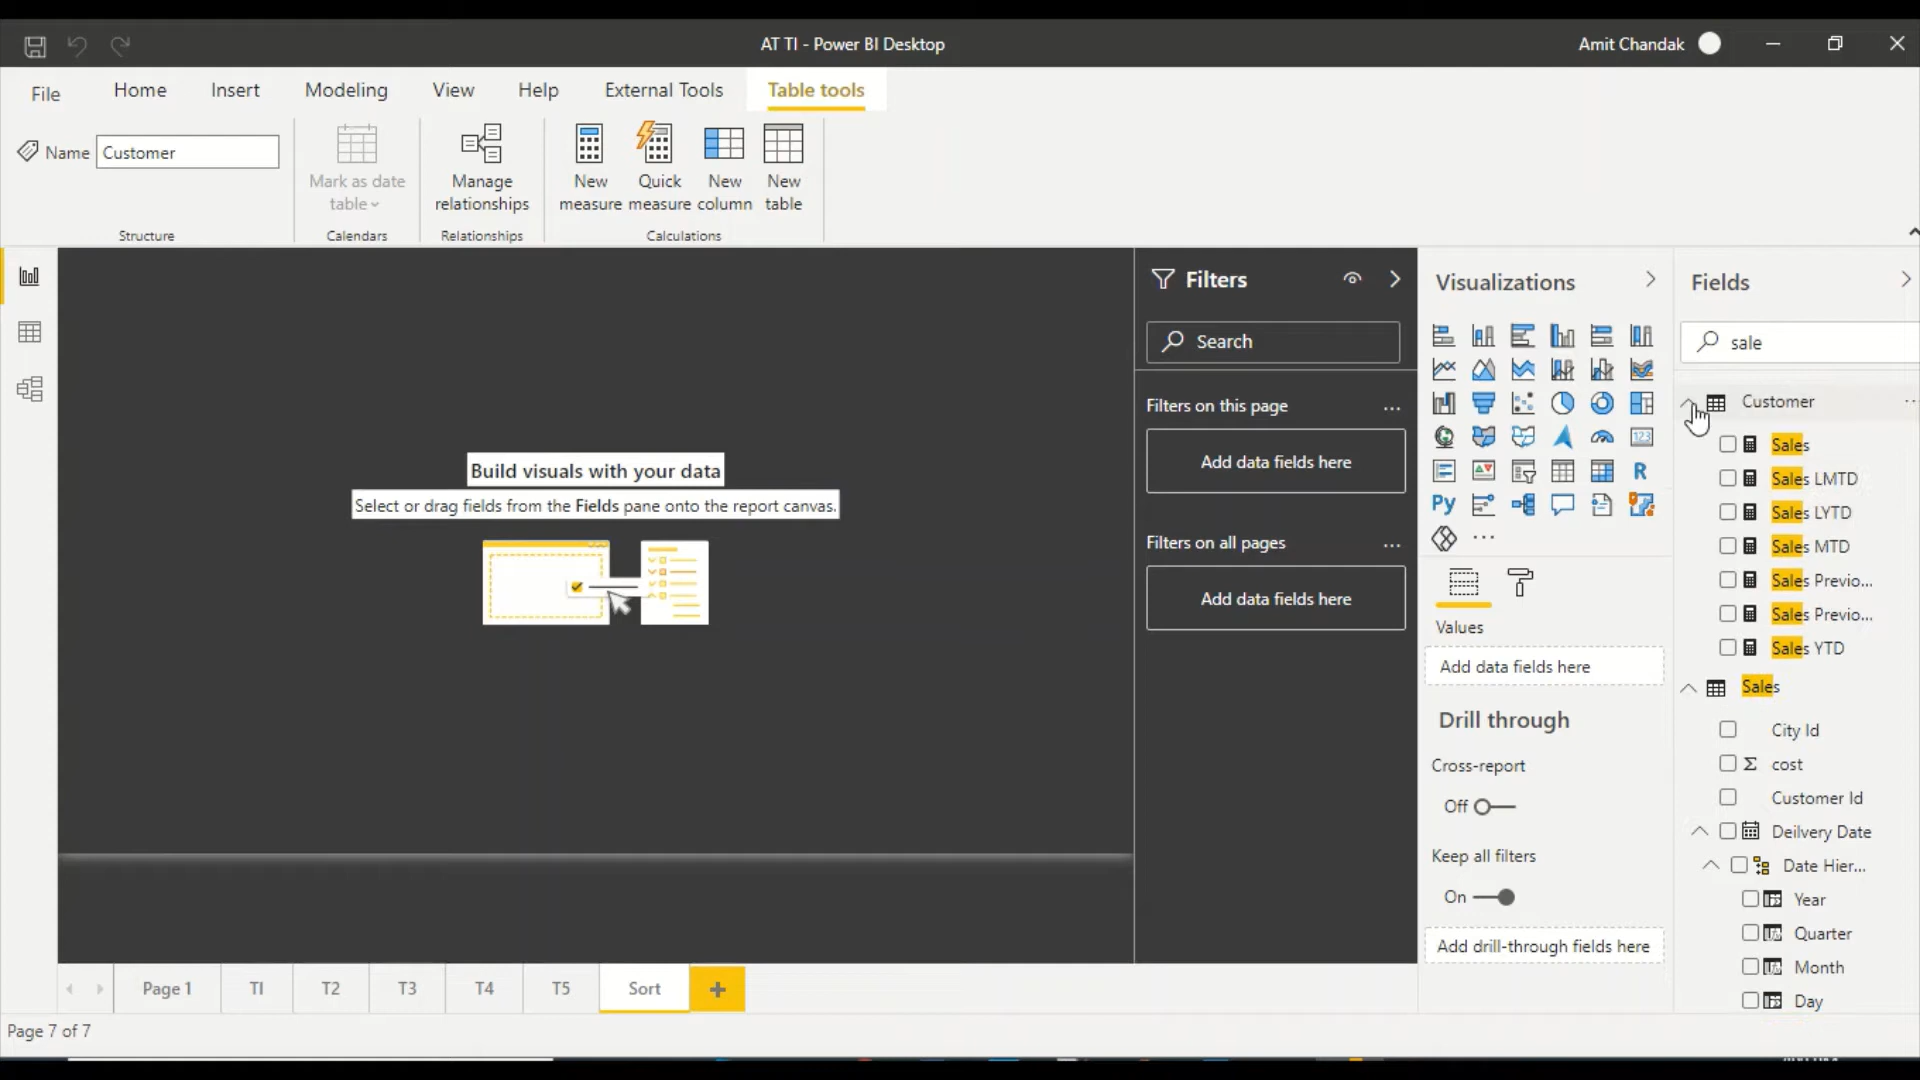 AT TI - Power BI Desktop
Amit Chandak
File
Home
Insert
Modeling
View
Help
External Tools
Table tools
Name
Customer
Mark as date
table
Manage
relationships
New
measure
Quick
measure
New
column
New
table
Structure
Calendars
Relationships
Calculations
Build visuals with your data
Select or drag fields from the Fields pane onto the report canvas.
Filters
Search
Filters on this page
...
Add data fields here
Filters on all pages
...
Add data fields here
Visualizations
123
R
Py
...
Values
Add data fields here
Drill through
Cross-report
Off
Keep all filters
On
Add drill-through fields here
Fields
sale
Customer
Sales
Sales LMTD
Sales LYTD
Sales MTD
Sales Previo...
Sales Previo...
Sales YTD
Sales
City Id
Σ cost
Customer Id
Deilvery Date
Date Hier...
Year
Quarter
Month
Day
Page 1
TI
T2
T3
T4
T5
Sort
+
Page 7 of 7